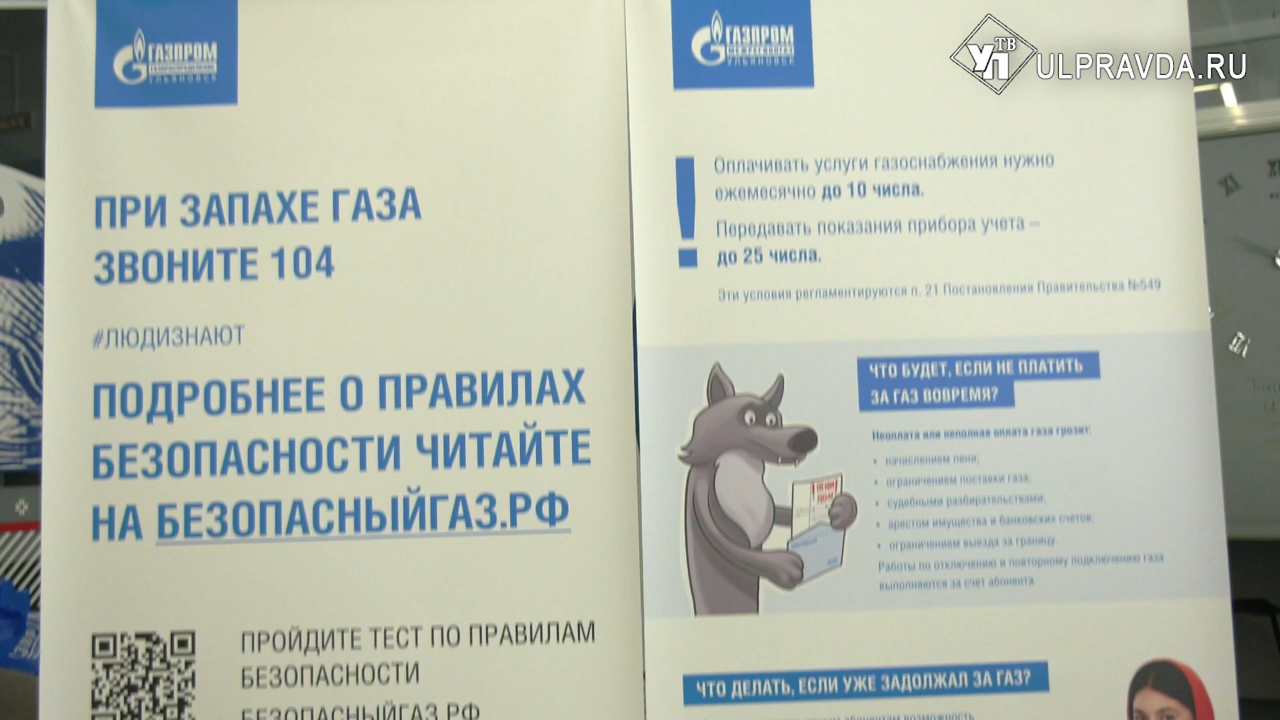 ГАЗПРОМ
УЛЬЯНОВСК
ПРИ ЗАПАХЕ ГАЗА
ЗВОНИТЕ 104
#ЛЮДИЗНАЮТ
ПОДРОБНЕЕ О ПРАВИЛАХ
БЕЗОПАСНОСТИ ЧИТАЙТЕ
НА БЕЗОПАСНЫЙГАЗ.РФ
ПРОЙДИТЕ ТЕСТ ПО ПРАВИЛАМ
БЕЗОПАСНОСТИ
БЕЗОПАСНЫЙГАЗ.РФ
ГАЗПРОМ
МЕЖРЕГИОНГАЗ
УЛЬЯНОВСК
УП ТВ ULPRAVDA.RU
Оплачивать услуги газоснабжения нужно
ежемесячно до 10 числа.
Передавать показания прибора учета –
до 25 числа.
Эти условия регламентируются п. 21 Постановления Правительства №549
ЧТО БУДЕТ, ЕСЛИ НЕ ПЛАТИТЬ
ЗА ГАЗ ВОВРЕМЯ?
Неоплата или неполная оплата газа грозит:
• начислением пени;
• ограничением поставки газа;
• судебными разбирательствами;
• арестом имущества и банковских счетов;
• ограничением выезда за границу.
Работы по отключению и повторному подключению газа
выполняются за счет абонента.
ЧТО ДЕЛАТЬ, ЕСЛИ УЖЕ ЗАДОЛЖАЛ ЗА ГАЗ?